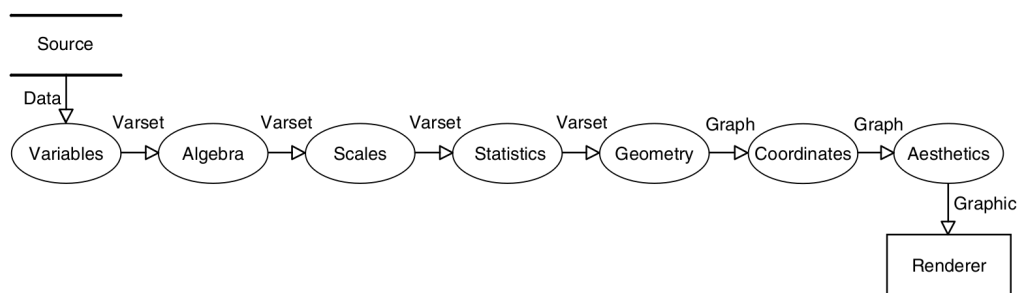 Source
Data
Varset
Varset
Varset
Varset
Graph
Graph
Variables
Algebra
Scales
Statistics
Geometry
Coordinates
Aesthetics
Graphic
Renderer